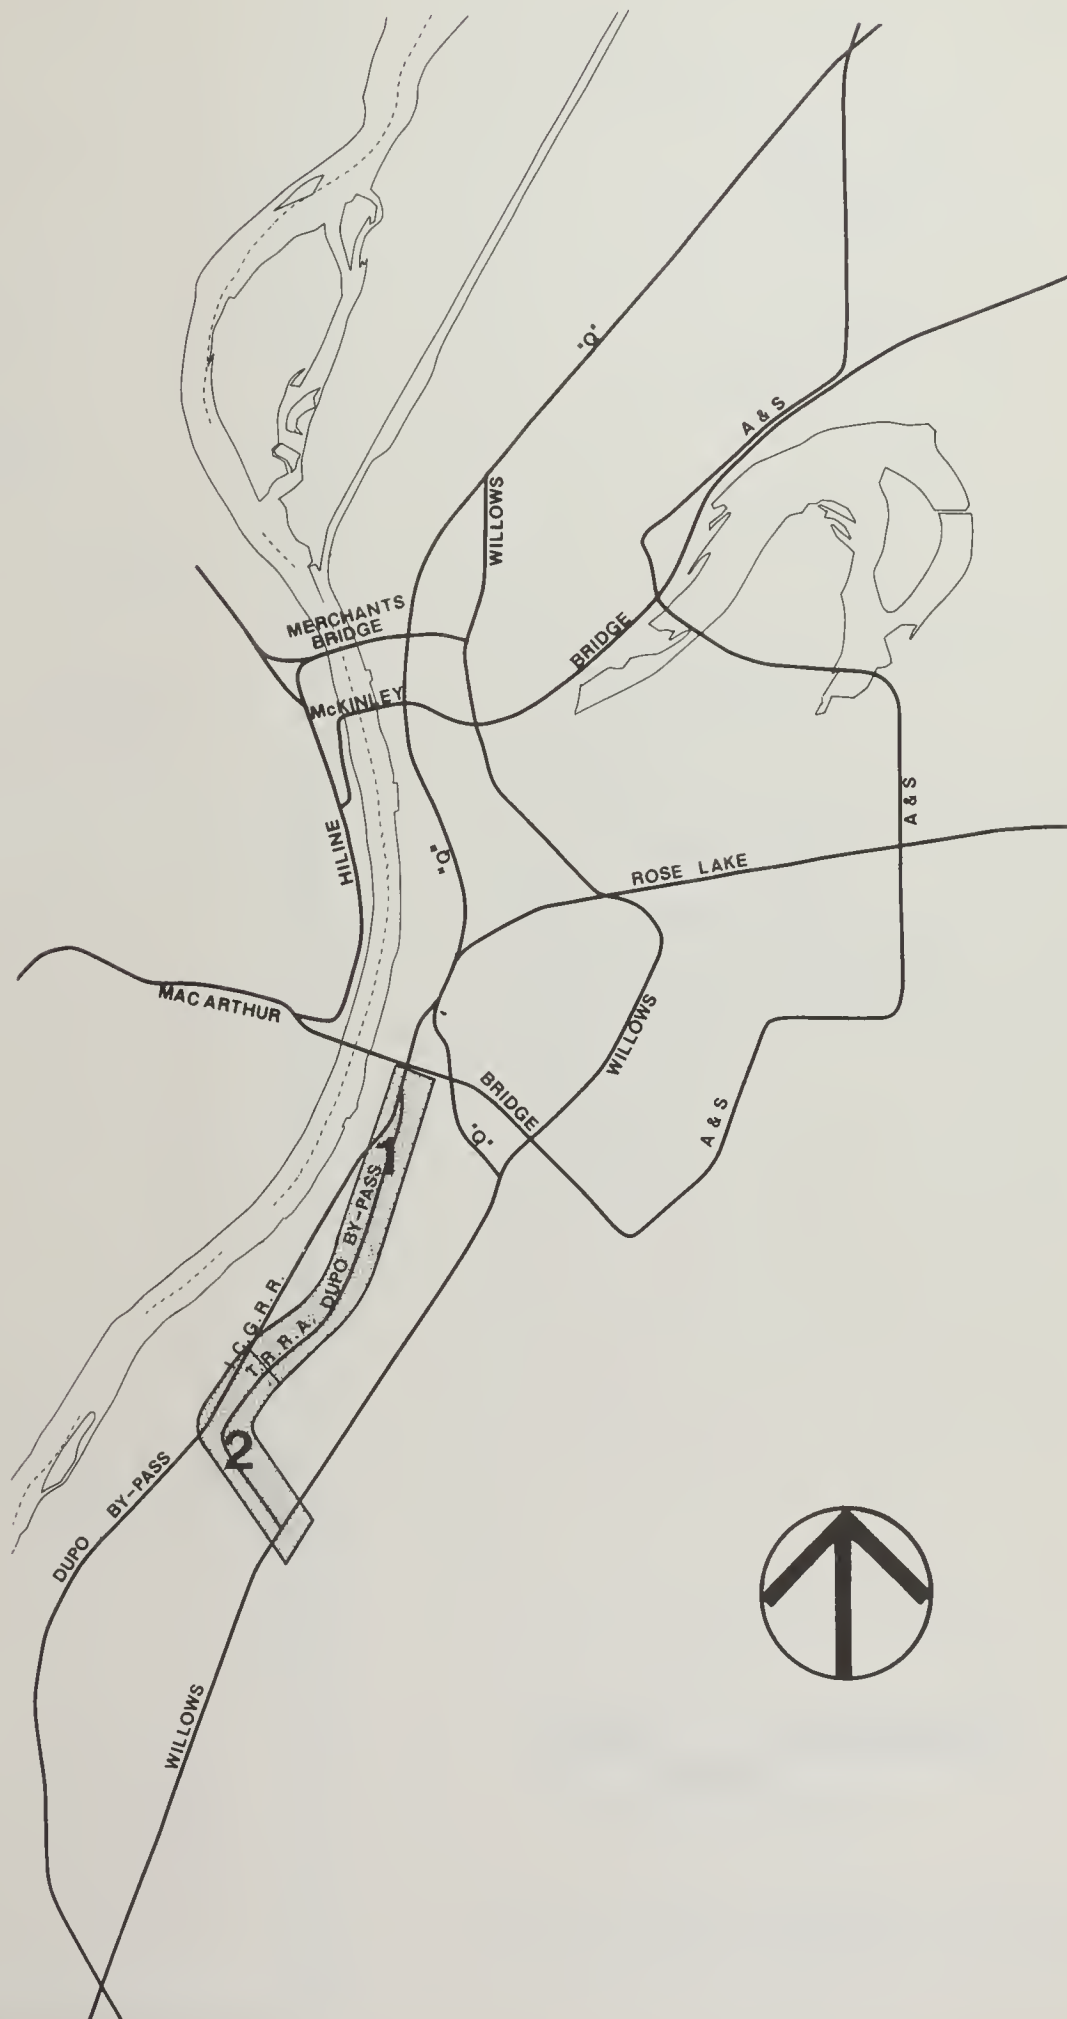 "Q"
A & S
WILLOWS
MERCHANTS
BRIDGE
BRIDGE
McKINLEY
A & S
HILINE
"Q"
ROSE LAKE
MAC ARTHUR
WILLOWS
BRIDGE
A & S
"Q"
1
DUPO BY-PASS
I.C.G.R.R.
T.R.R.A.
2
DUPO BY-PASS
WILLOWS